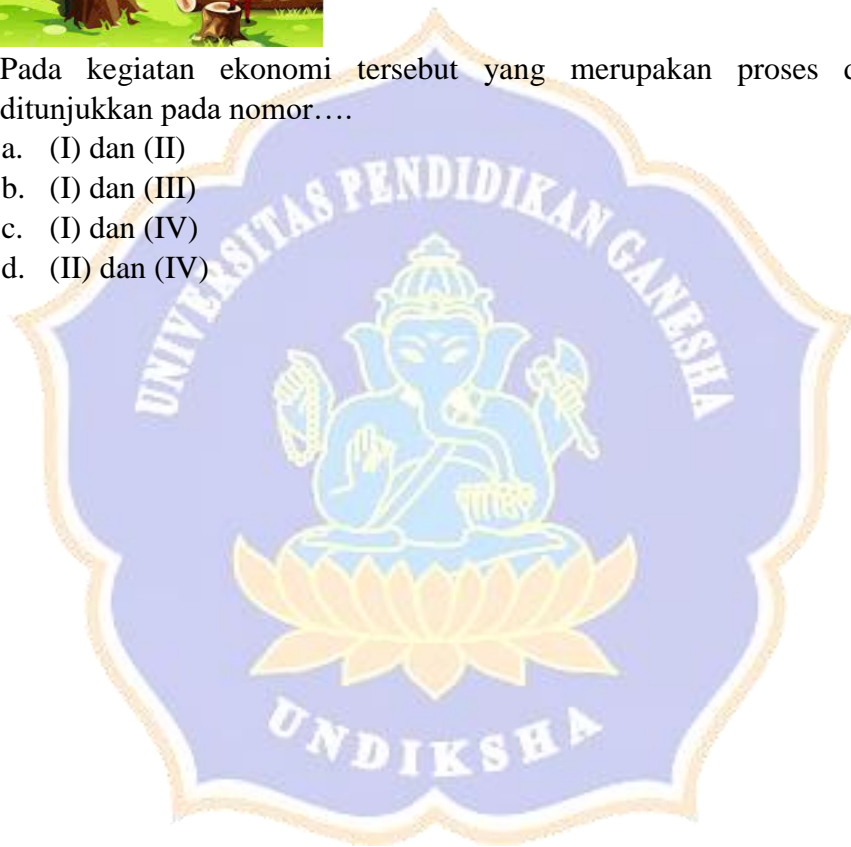 Pada kegiatan ekonomi tersebut yang merupakan proses
ditunjukkan pada nomor….
a. (I) dan (II)
b. (I) dan (III)
c. (I) dan (IV)
d. (II) dan (IV)
UNIVERSITAS PENDIDIKAN GANESHA
UNDIKSHA